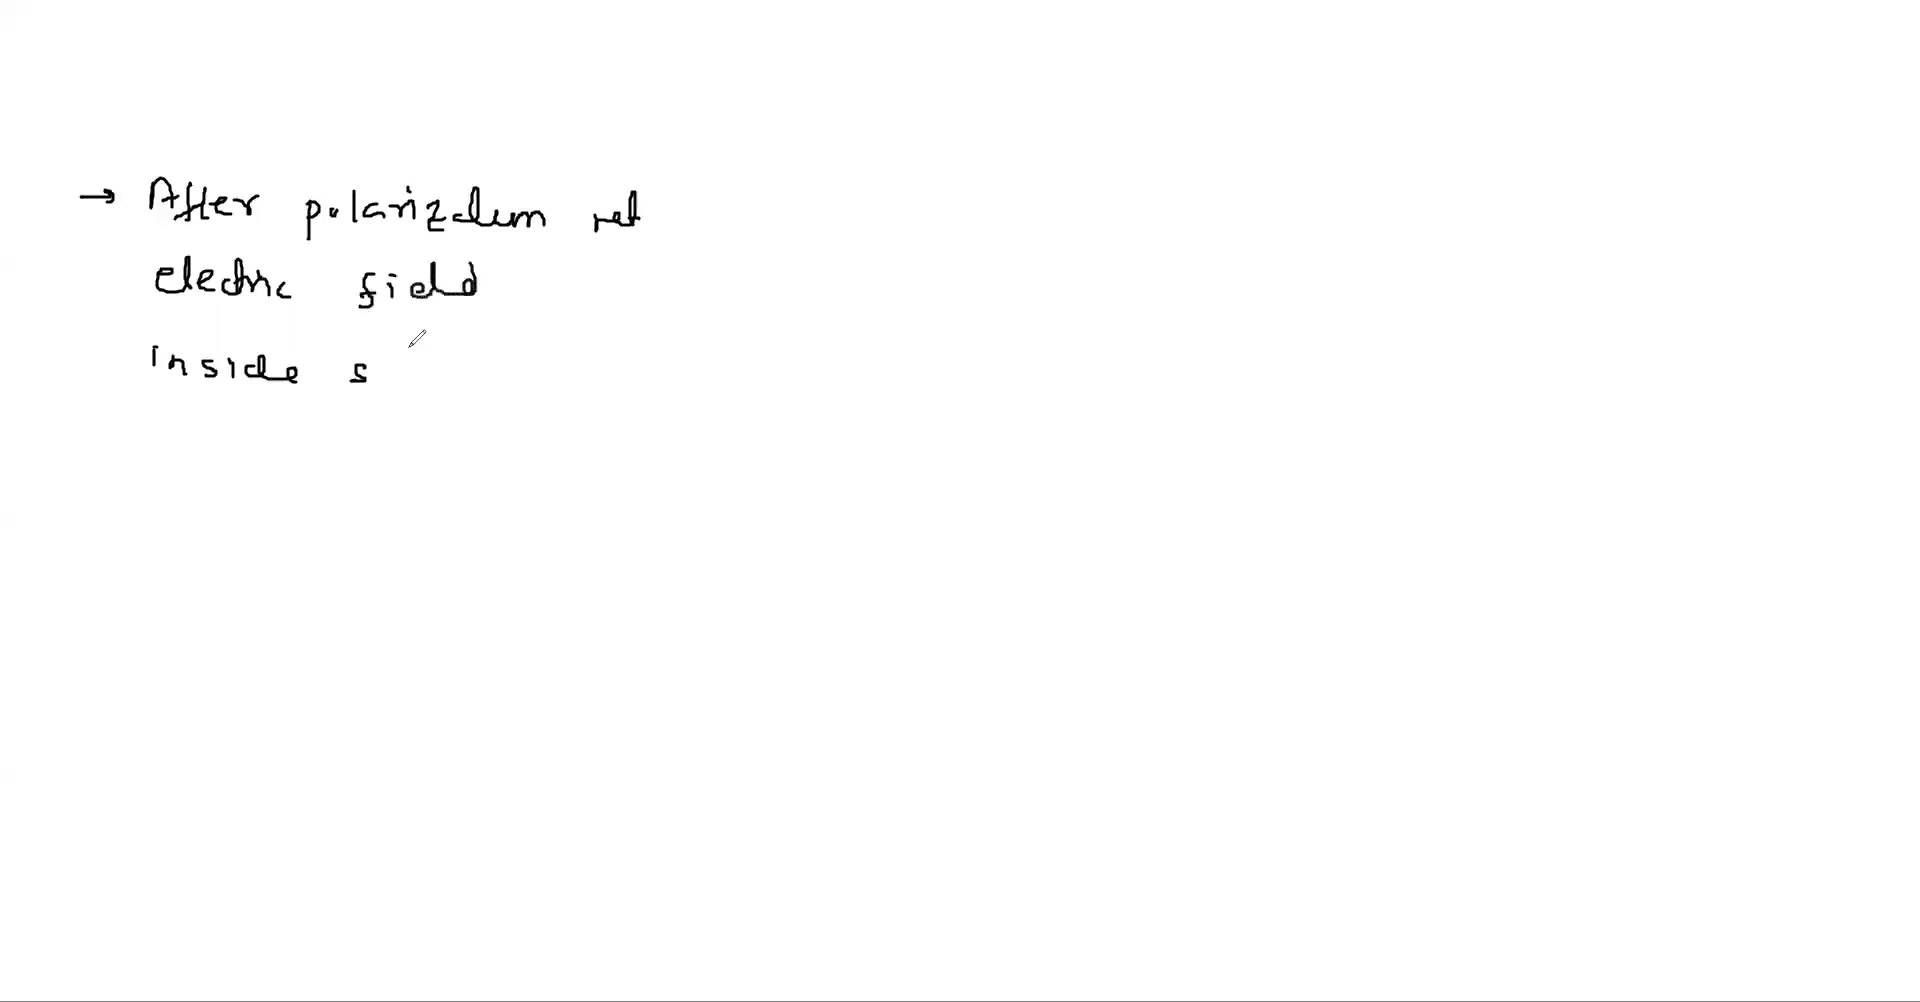 → After polarization net
electric field
inside s